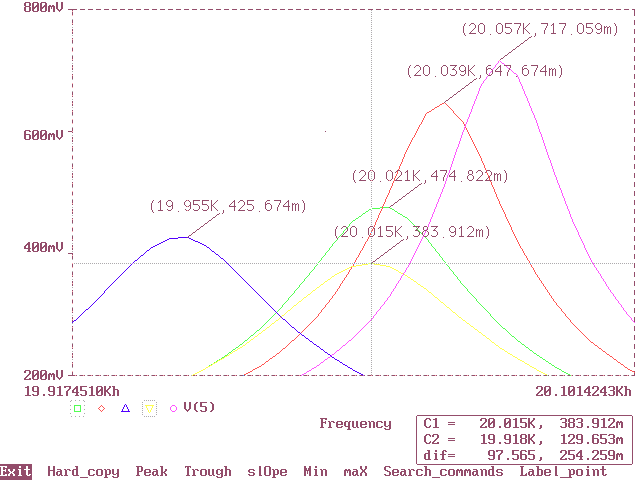 800mV
(20.057K,717.059m)
(20.039K,647.674m)
600mV
(20.021K,474.822m)
(19.955K,425.674m)
(20.015K,383.912m)
400mV
200mV
19.9174510Kh 20.1014243Kh
V(5)
Frequency
C1 = 20.015K, 383.912m
C2 = 19.918K, 129.653m
dif= 97.565, 254.259m
Exit Hard_copy Peak Trough slOpe Min maX Search_commands Label_point